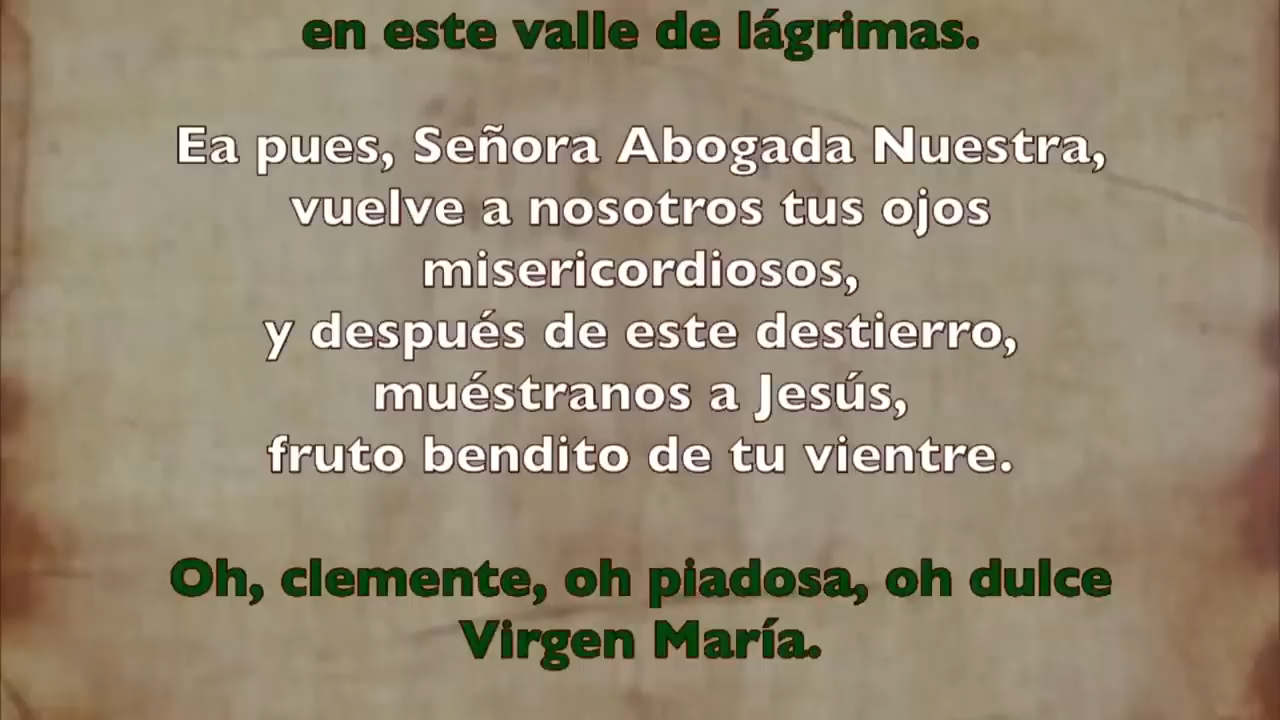 en este valle de lágrimas.
Ea pues, Señora Abogada Nuestra,
vuelve a nosotros tus ojos
misericordiosos,
y después de este destierro,
muéstranos a Jesús,
fruto bendito de tu vientre.
Oh, clemente, oh piadosa, oh dulce
Virgen María.